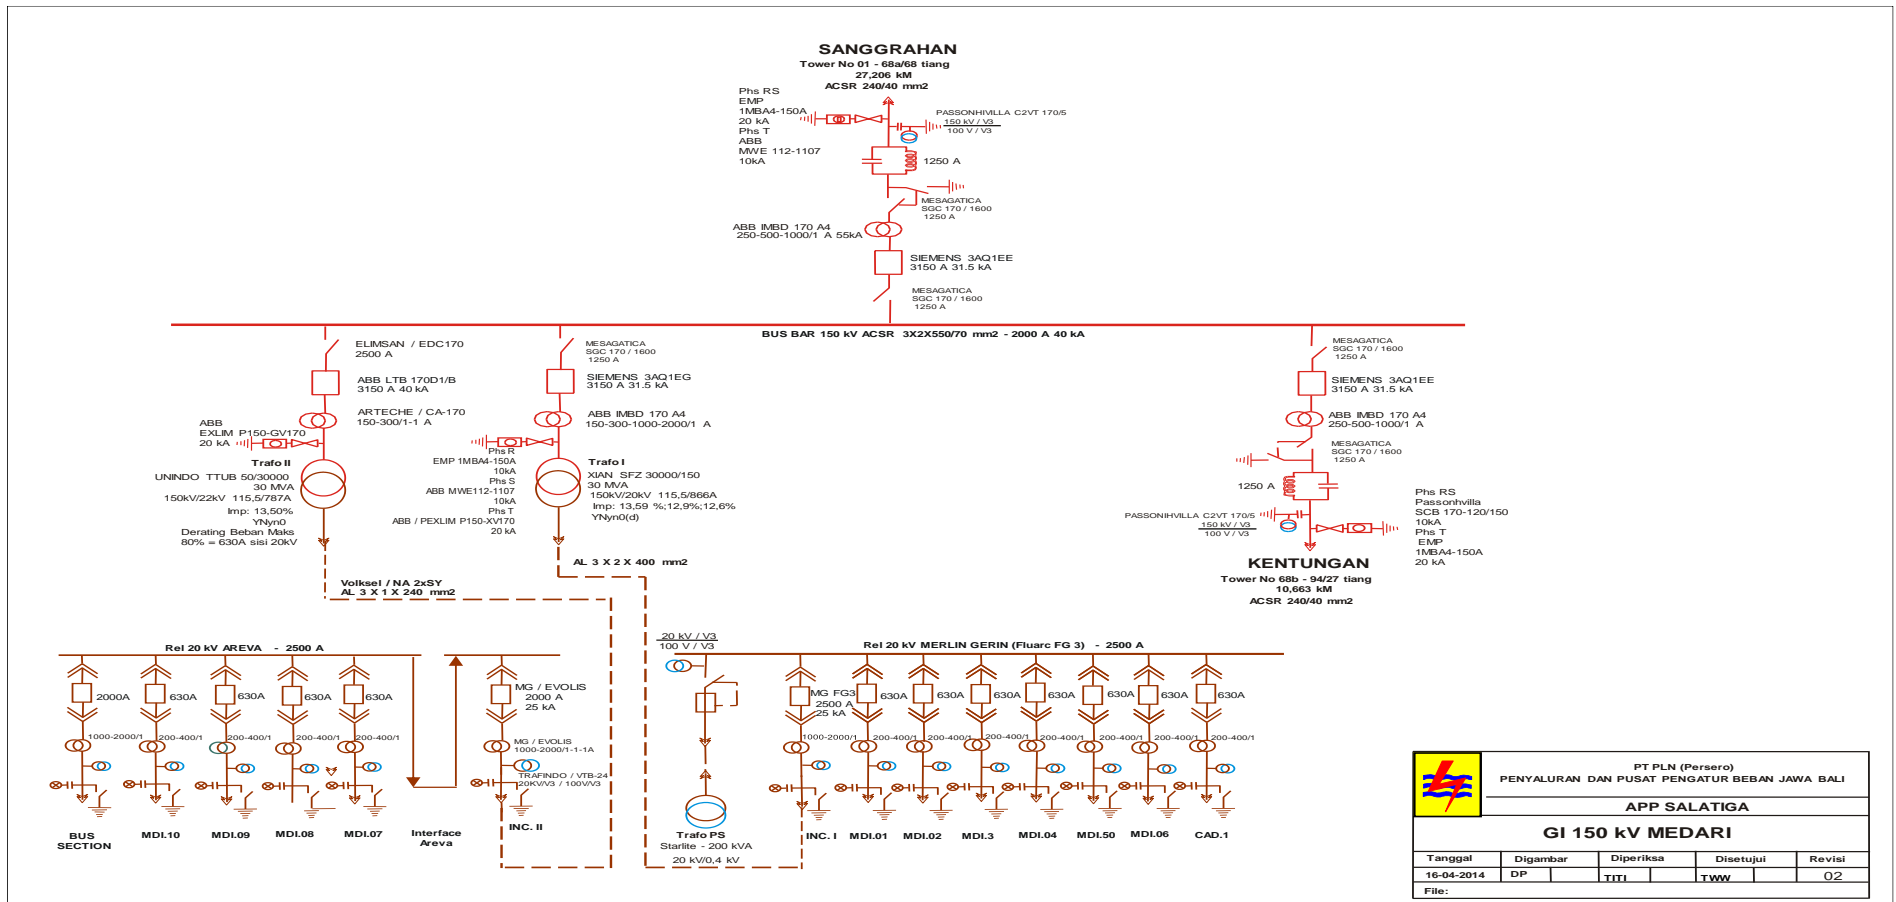 SANGGRAHAN
Tower No 01 - 68a/68 tiang
27,206 kM
ACSR 240/40 mm2
Phs RS
EMP
1MBA4-150A
20 kA
Phs T
ABB
MWE 112-1107
10kA
PASSONHIVILLA C2VT 170/5
150 kV / V3
100 V / V3
1250 A
MESAGATICA
SGC 170 / 1600
1250 A
ABB IMBD 170 A4
250-500-1000/1 A 55kA
SIEMENS 3AQ1EE
3150 A 31.5 kA
MESAGATICA
SGC 170 / 1600
1250 A
BUS BAR 150 kV ACSR 3X2X550/70 mm2 - 2000 A 40 kA
ELIMSAN / EDC170
2500 A
ABB LTB 170D1/B
3150 A 40 kA
ARTECHE / CA-170
150-300/1-1 A
ABB
EXLIM P150-GV170
20 kA
Trafo II
UNINDO TTUB 50/30000
30 MVA
150kV/22kV 115,5/787A
Imp: 13,50%
YNyn0
Derating Beban Maks
80% = 630A sisi 20kV
Volksel / NA 2xSY
AL 3 X 1 X 240 mm2
MESAGATICA
SGC 170 / 1600
1250 A
SIEMENS 3AQ1EG
3150 A 31.5 kA
ABB IMBD 170 A4
150-300-1000-2000/1 A
Phs R
EMP 1MBA4-150A
10kA
Phs S
ABB MWE112-1107
10kA
Phs T
ABB / PEXLIM P150-XV170
20 kA
Trafo I
XIAN SFZ 30000/150
30 MVA
150kV/20kV 115,5/866A
Imp: 13,59 %;12,9%;12,6%
YNyn0(d)
AL 3 X 2 X 400 mm2
MESAGATICA
SGC 170 / 1600
1250 A
SIEMENS 3AQ1EE
3150 A 31.5 kA
ABB IMBD 170 A4
250-500-1000/1 A
MESAGATICA
SGC 170 / 1600
1250 A
1250 A
PASSONIHVILLA C2VT 170/5
150 kV / V3
100 V / V3
Phs RS
Passonhvilla
SCB 170-120/150
10kA
Phs T
EMP
1MBA4-150A
20 kA
KENTUNGAN
Tower No 68b - 94/27 tiang
10,663 kM
ACSR 240/40 mm2
Rel 20 kV AREVA - 2500 A
2000A
630A
630A
630A
630A
1000-2000/1
200-400/1
200-400/1
200-400/1
200-400/1
BUS
SECTION
MDI.10
MDI.09
MDI.08
MDI.07
Interface
Areva
MG / EVOLIS
2000 A
25 kA
MG / EVOLIS
1000-2000/1-1-1A
TRAFINDO / VTB-24
20KV/V3 / 100V/V3
INC. II
20 kV / V3
100 V / V3
Trafo PS
Starlite - 200 kVA
20 kV/0,4 kV
Rel 20 kV MERLIN GERIN (Fluarc FG 3) - 2500 A
MG FG3
2500 A
25 kA
630A
630A
630A
630A
630A
630A
630A
1000-2000/1
200-400/1
200-400/1
200-400/1
200-400/1
200-400/1
200-400/1
200-400/1
INC. I
MDI.01
MDI.02
MDI.3
MDI.04
MDI.50
MDI.06
CAD.1
PT PLN (Persero)
PENYALURAN DAN PUSAT PENGATUR BEBAN JAWA BALI
APP SALATIGA
GI 150 kV MEDARI
Tanggal Digambar Diperiksa Disetujui Revisi
16-04-2014 DP TITI TWW 02
File: